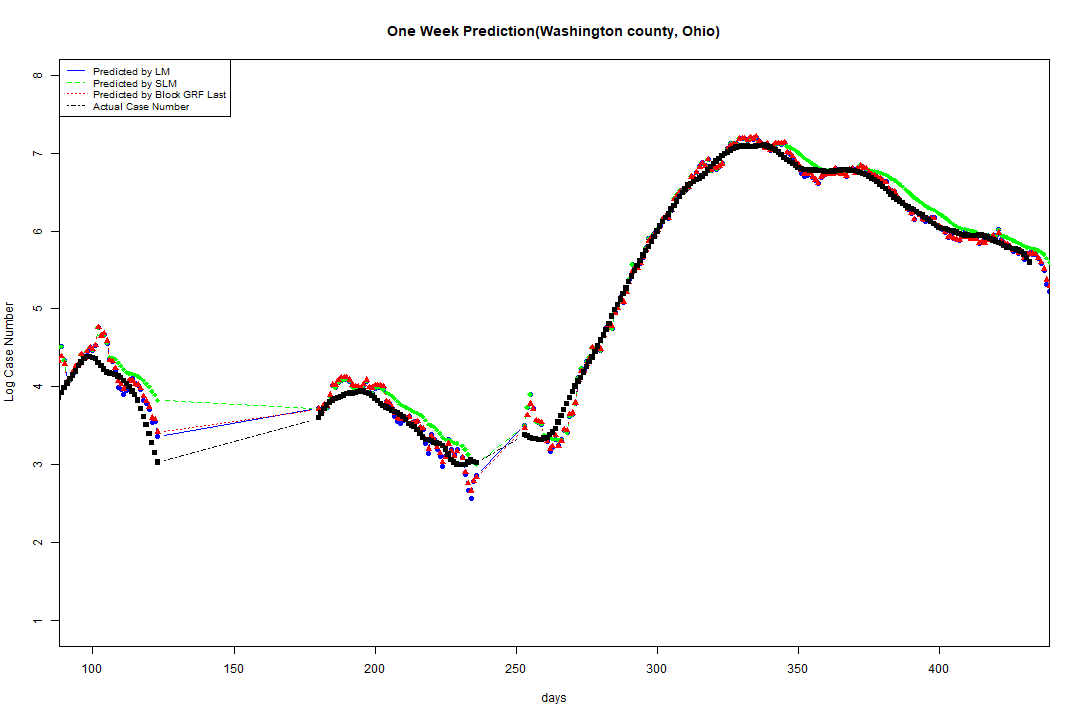 One Week Prediction(Washington county, Ohio)
Predicted by LM
Predicted by SLM
Predicted by Block GRF Last
Actual Case Number
8
7
6
5
4
3
2
1
Log Case Number
100 150 200 250 300 350 400
days